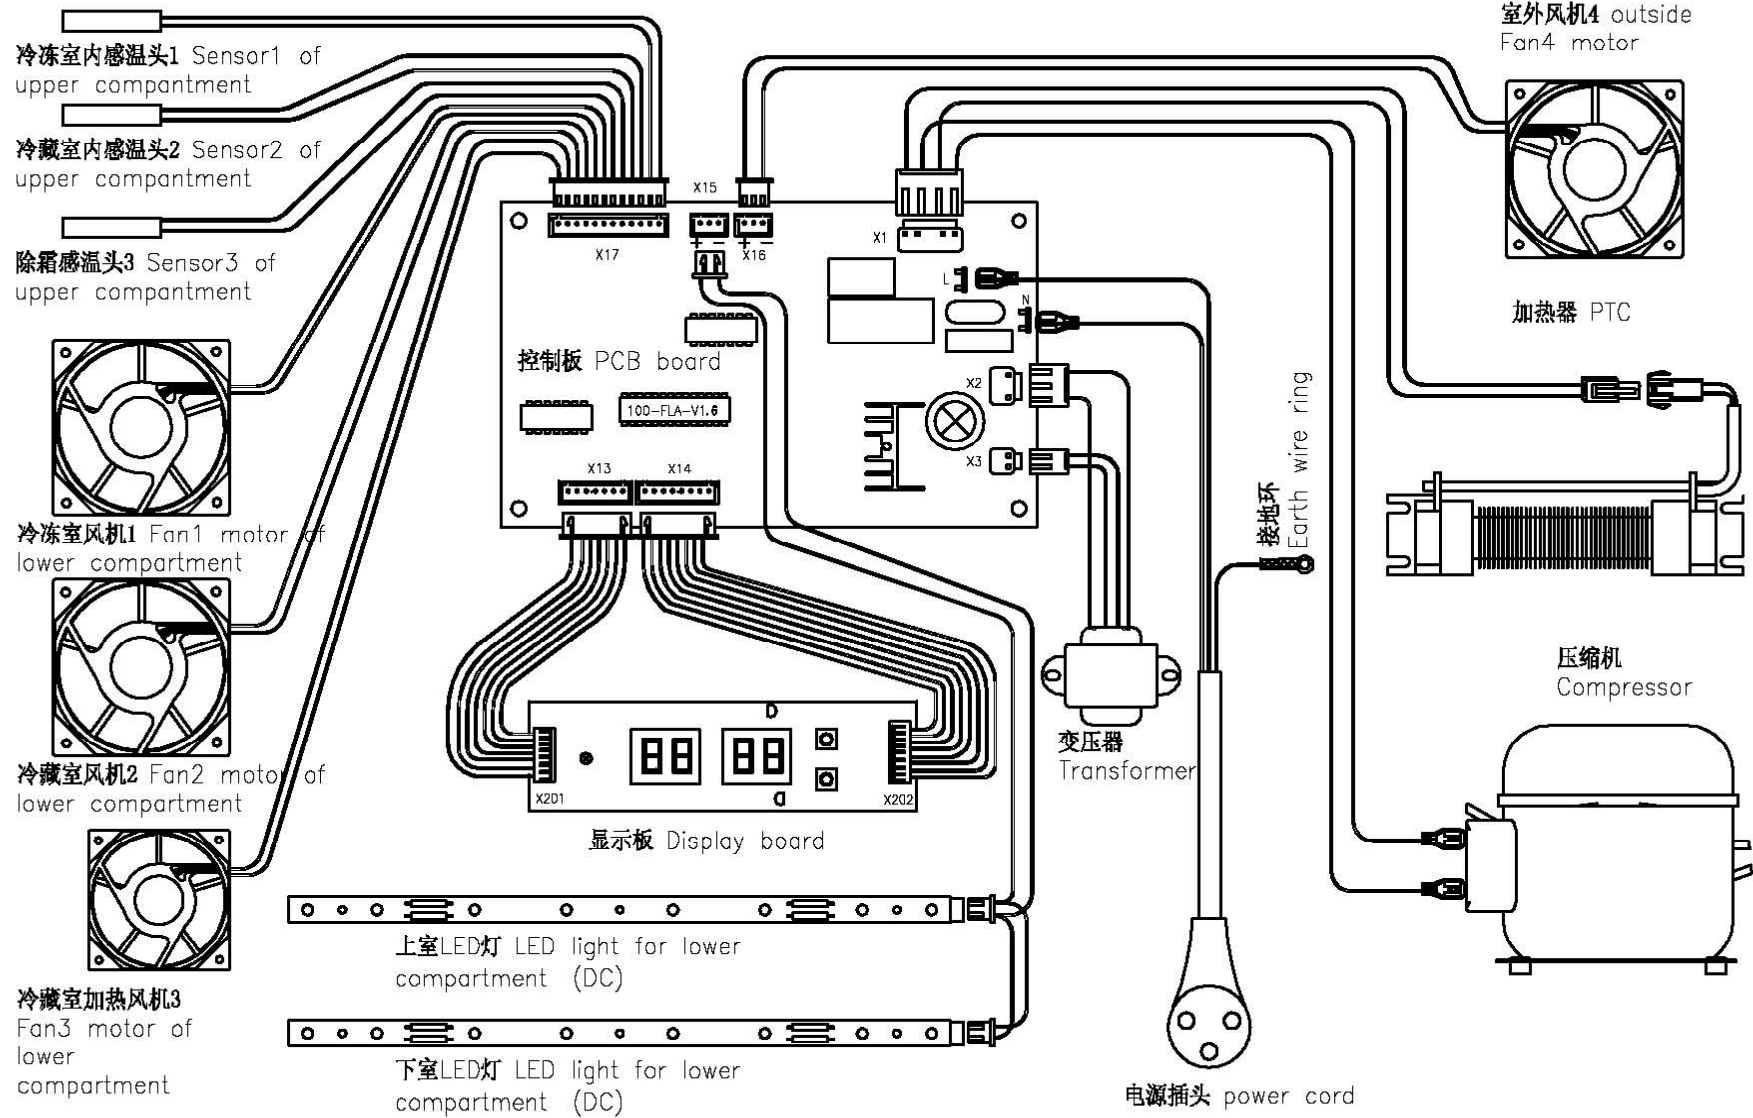 冷冻室内感温头1 Sensor1 of
upper compantment
冷藏室内感温头2 Sensor2 of
upper compantment
除霜感温头3 Sensor3 of
upper compantment
冷冻室风机1 Fan1 motor of
lower compartment
冷藏室风机2 Fan2 motor of
lower compartment
冷藏室加热风机3
Fan3 motor of
lower
compartment
X17
X15
+ −
X16
+ −
X1
L
N
控制板 PCB board
100-FLA-V1.6
X2
X3
X13
X14
X201
88
88
X202
显示板 Display board
上室LED灯 LED light for lower
compartment (DC)
下室LED灯 LED light for lower
compartment (DC)
变压器
Transformer
接地环
Earth wire ring
电源插头 power cord
室外风机4 outside
Fan4 motor
加热器 PTC
压缩机
Compressor